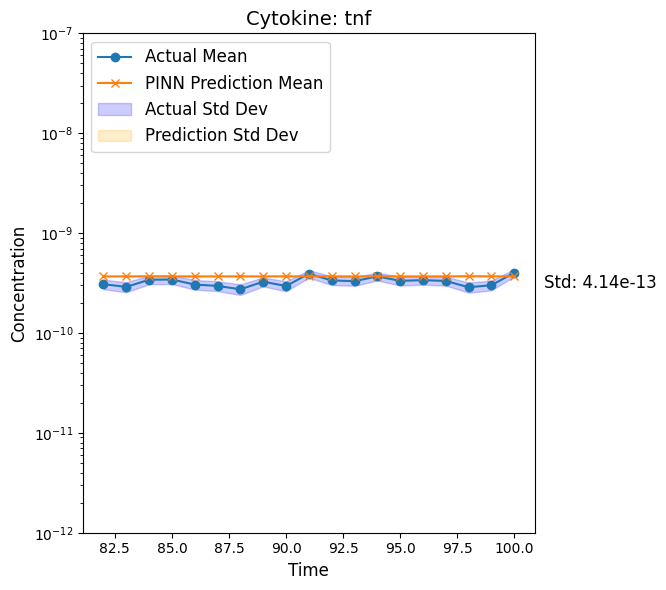 Cytokine: tnf
Actual Mean
PINN Prediction Mean
Actual Std Dev
Prediction Std Dev
10⁻⁷
10⁻⁸
10⁻⁹
10⁻¹⁰
10⁻¹¹
10⁻¹²
Concentration
Std: 4.14e-13
82.5 85.0 87.5 90.0 92.5 95.0 97.5 100.0
Time